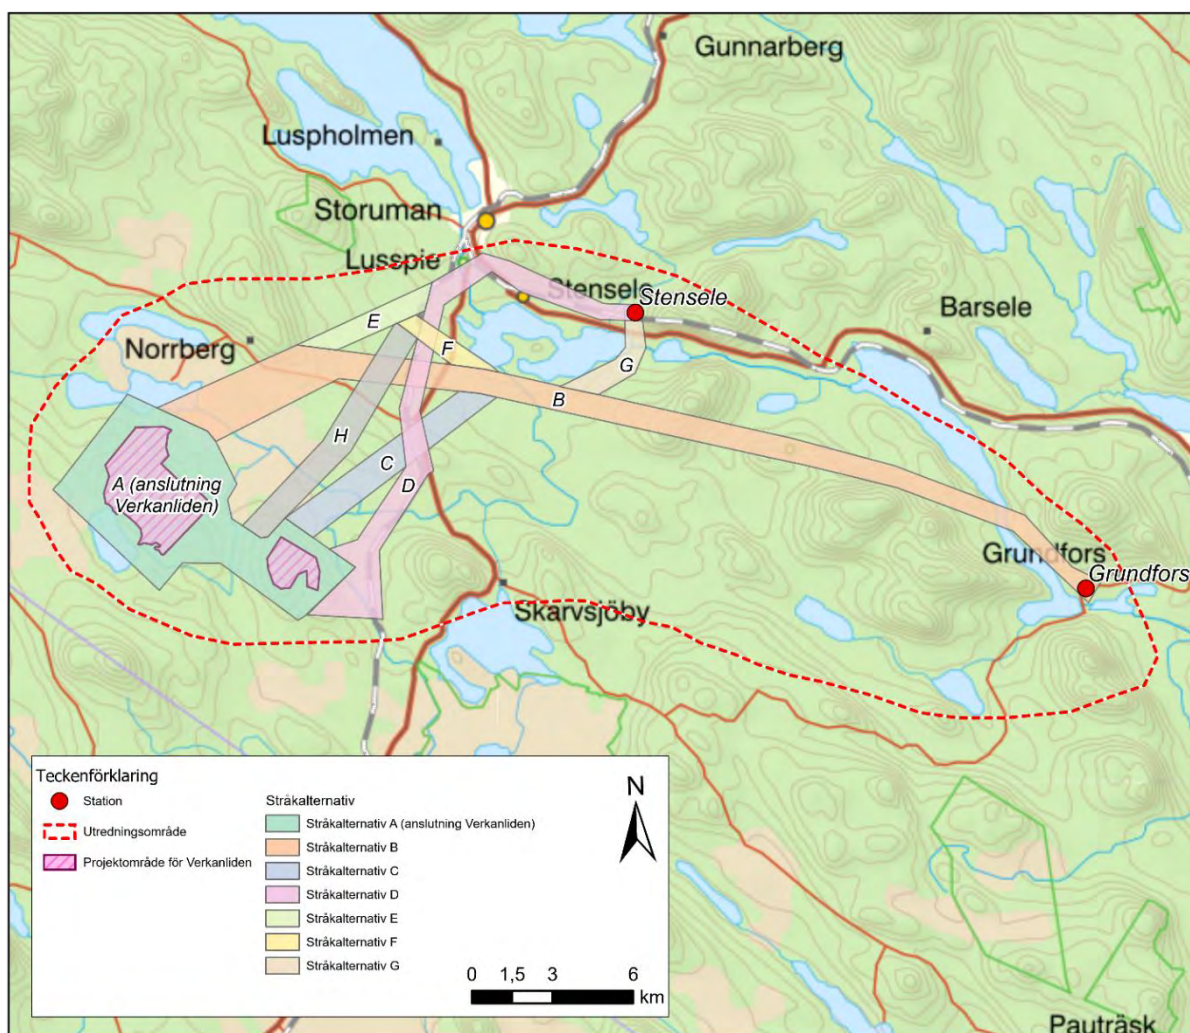 Gunnarberg
Luspholmen
Storuman
Lusspie
Stensele
Stensele
Barsele
E
Norrberg
F
G
B
H
C
A (anslutning
Verkanliden)
D
Grundfors
Grundfors
Skarvsjöby
Teckenförklaring
Station
Utredningsområde
Projektområde för Verkanliden
Stråkalternativ
Stråkalternativ A (anslutning Verkanliden)
Stråkalternativ B
Stråkalternativ C
Stråkalternativ D
Stråkalternativ E
Stråkalternativ F
Stråkalternativ G
N
0 1,5 3 6
km
Pauträsk